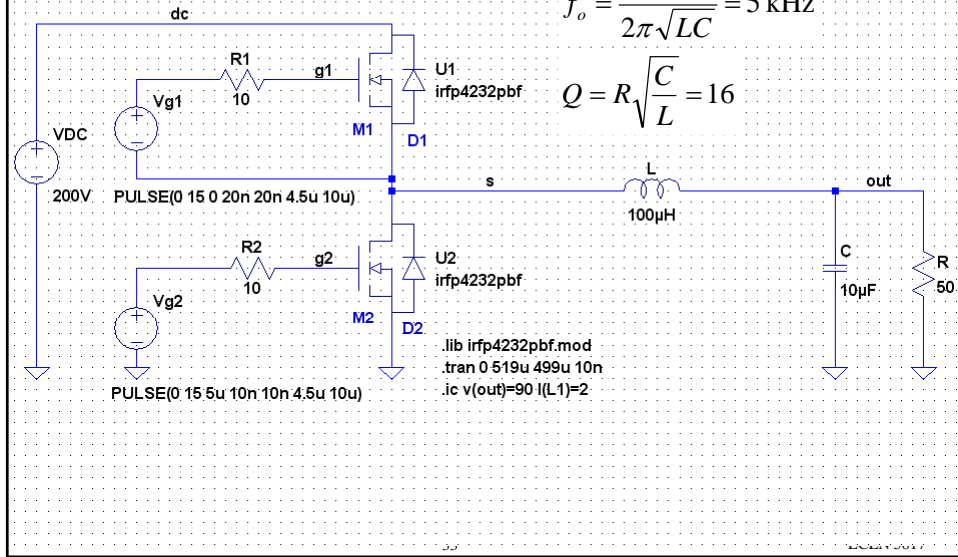 dc
f_o = 1/(2π√LC) = 5 kHz
Q = R√(C/L) = 16
R1
10
g1
U1
irfp4232pbf
Vg1
M1
D1
VDC
200V
PULSE(0 15 0 20n 20n 4.5u 10u)
s
L
100µH
out
R2
10
g2
U2
irfp4232pbf
Vg2
M2
D2
C
10µF
R
50
.lib irfp4232pbf.mod
.tran 0 519u 499u 10n
.ic v(out)=90 I(L1)=2
PULSE(0 15 5u 10n 10n 4.5u 10u)